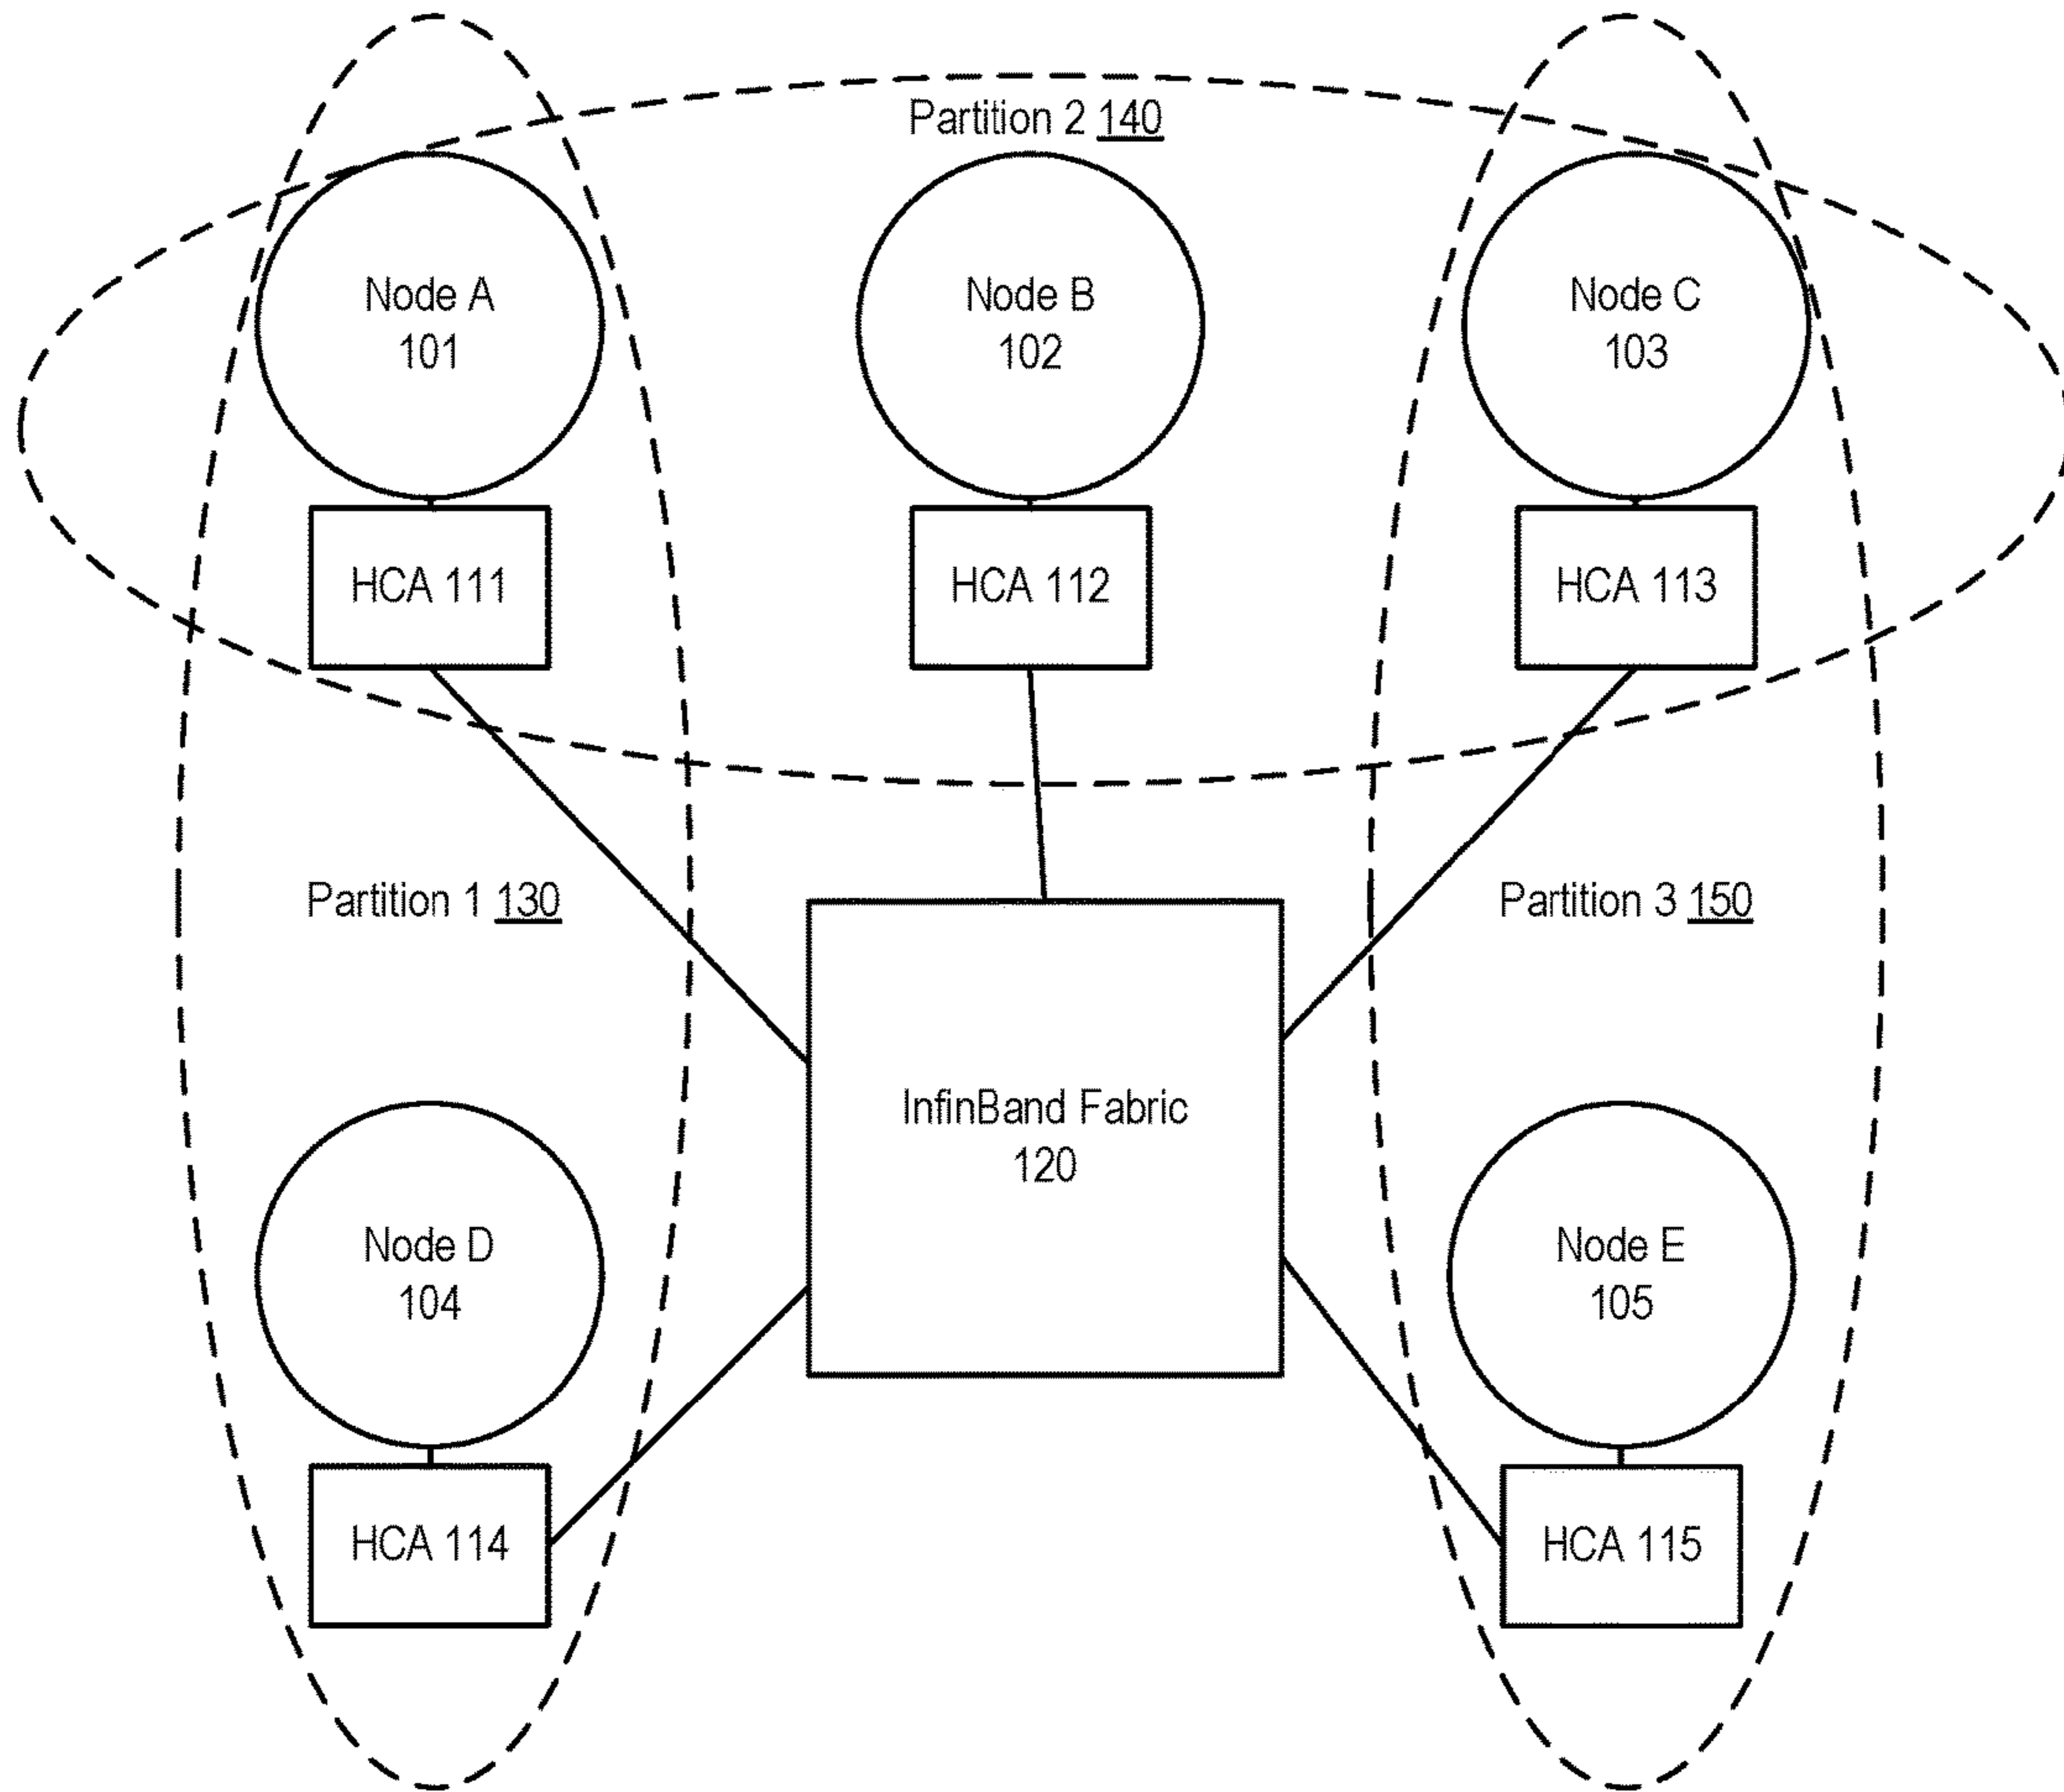 Partition 2 140
Node A
101
Node B
102
Node C
103
HCA 111
HCA 112
HCA 113
Partition 1 130
Partition 3 150
InfinBand Fabric
120
Node D
104
Node E
105
HCA 114
HCA 115